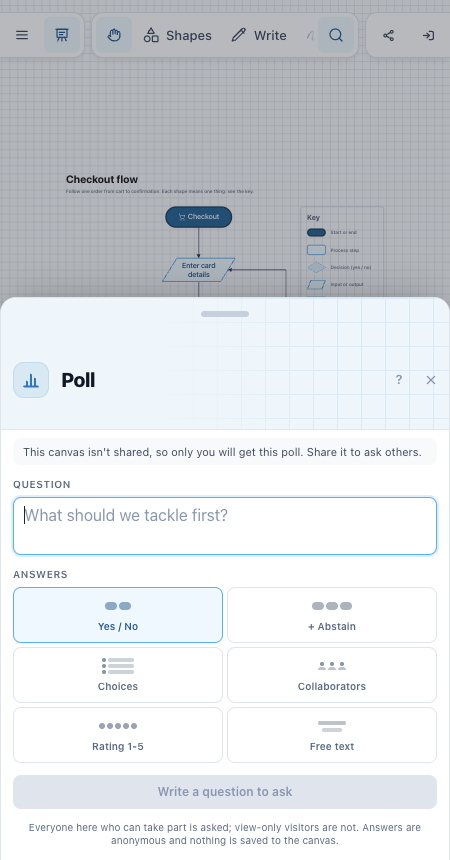 Shapes
Write
Checkout flow
Follow one order from cart to confirmation. Each shape means one thing: see the key.
Checkout
Key
Start or end
Process step
Enter card
details
Decision (yes / no)
Input or output
Poll
?
This canvas isn't shared, so only you will get this poll. Share it to ask others.
QUESTION
What should we tackle first?
ANSWERS
Yes / No
+ Abstain
Choices
Collaborators
Rating 1-5
Free text
Write a question to ask
Everyone here who can take part is asked; view-only visitors are not. Answers are
anonymous and nothing is saved to the canvas.